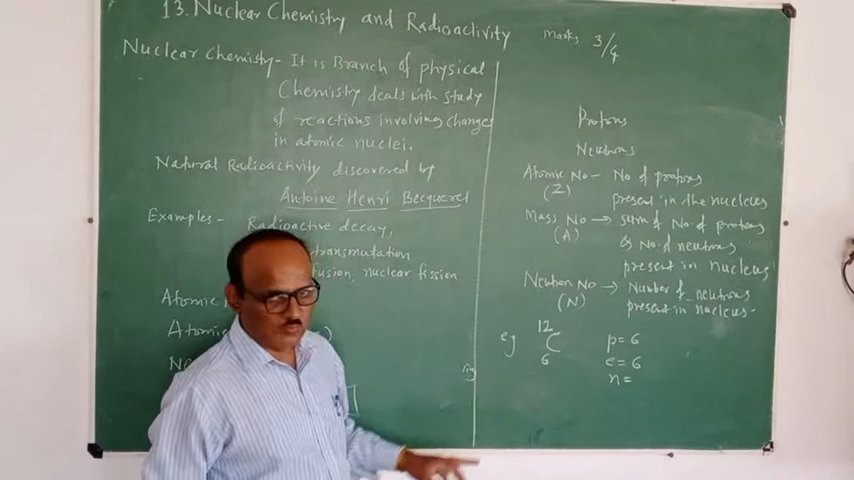 13. Nuclear Chemistry and Radioactivity
Marks 3/4
Nuclear Chemistry - It is Branch of physical
Chemistry deals with study
of reactions involving changes
in atomic nuclei.
Natural Radioactivity discovered by
Antoine Henri Becquerel
Examples - Radioactive decay,
transmutation
fusion, nuclear fission
Atomic
Atomic
Protons
Neutrons
Atomic No - No of protons
(Z) present in the nucleus
Mass No → sum of No of protons
(A) & No of neutrons
present in nucleus
Neutron No → Number of neutrons
(N) present in nucleus -
eg 12 C 6 p = 6
e = 6
n =